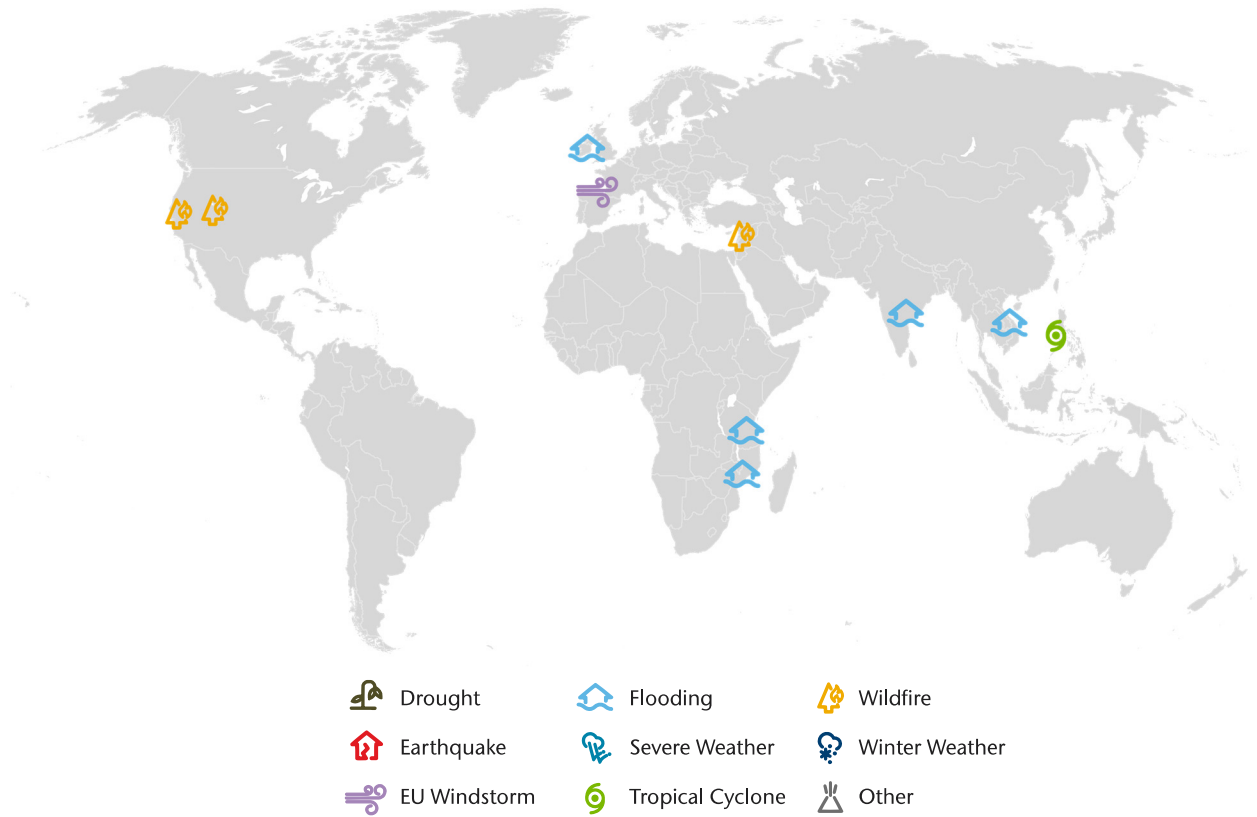 Drought
Flooding
Wildfire
Earthquake
Severe Weather
Winter Weather
EU Windstorm
Tropical Cyclone
Other